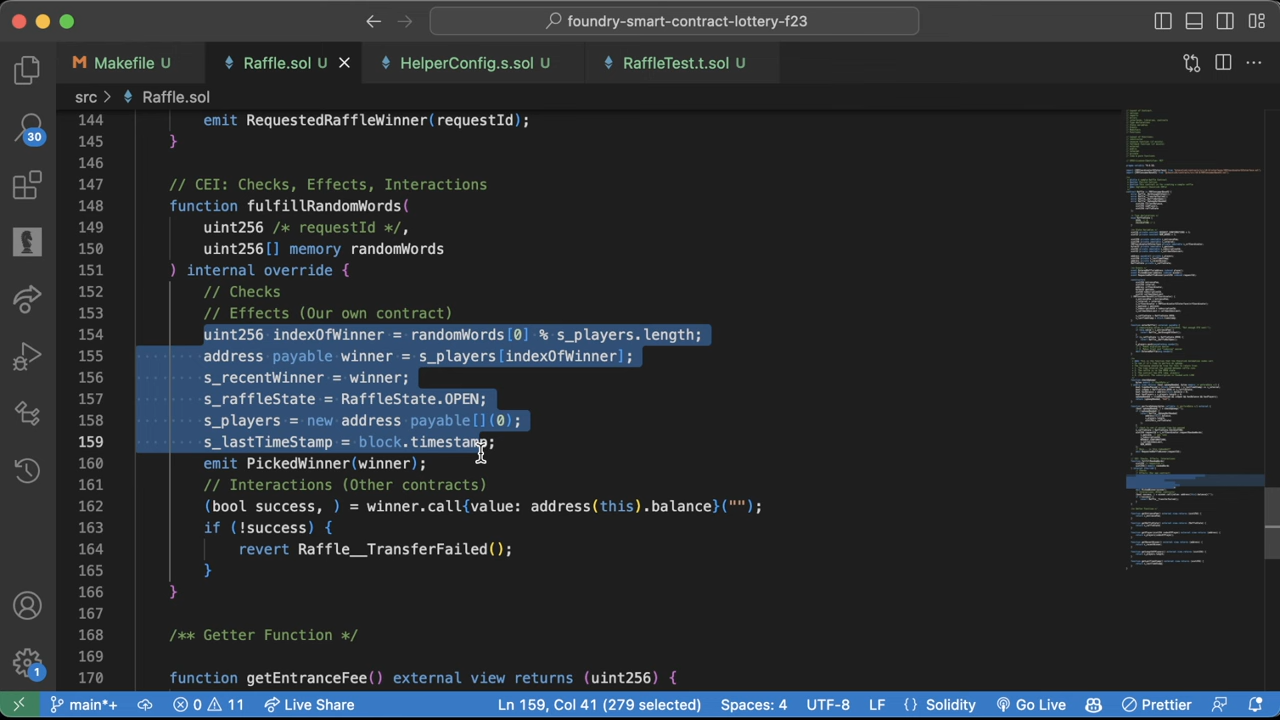 foundry-smart-contract-lottery-f23
Makefile U
Raffle.sol U
HelperConfig.s.sol U
RaffleTest.t.sol U
src > Raffle.sol
144 emit RequestedRaffleWinner(requestId);
145 }
146
147 // CEI: Checks, Effects, Interactions
148 function fulfillRandomWords(
149 uint256 /* requestId */,
150 uint256[] memory randomWords
151 ) internal override {
152 // Checks
153 // Effects (Our own contract)
154 uint256 indexOfWinner = randomWords[0] % s_players.length;
155 address payable winner = s_players[indexOfWinner];
156 s_recentWinner = winner;
157 s_raffleState = RaffleState.OPEN;
158 s_players = new address payable[](0);
159 s_lastTimeStamp = block.timestamp;
160 emit PickedWinner(winner);
161 // Interactions (Other contracts)
162 (bool success, ) = winner.call{value: address(this).balance}("");
163 if (!success) {
164 revert Raffle__TransferFailed();
165 }
166 }
167
168 /** Getter Function */
169
170 function getEntranceFee() external view returns (uint256) {
30
1
main*+
0 11
Live Share
Ln 159, Col 41 (279 selected)
Spaces: 4
UTF-8
LF
{} Solidity
Go Live
Prettier